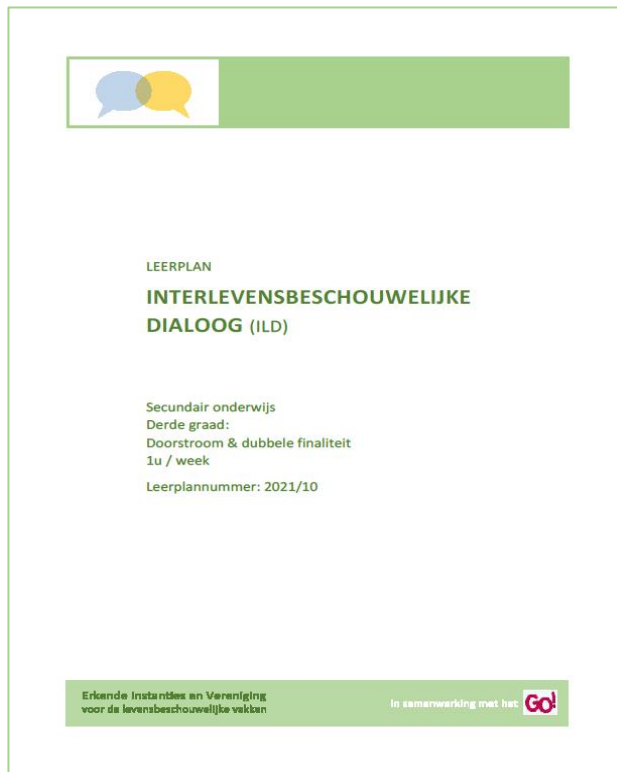 LEERPLAN
INTERLEVENSBESCHOUWELIJKE
DIALOOG (ILD)
Secundair onderwijs
Derde graad:
Doorstroom & dubbele finaliteit
1u / week
Leerplannummer: 2021/10
Erkende Instanties en Vereniging
voor de levensbeschouwelijke vakken
In samenwerking met het GO!